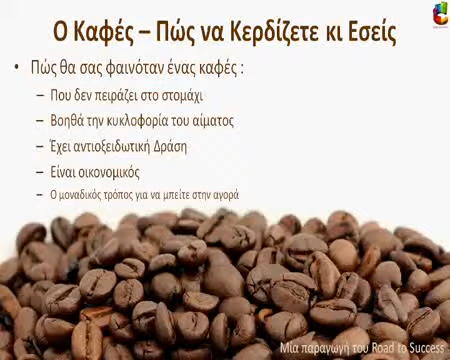 Ο Καφές – Πώς να Κερδίζετε κι Εσείς
• Πώς θα σας φαινόταν ένας καφές :
– Που δεν πειράζει στο στομάχι
– Βοηθά την κυκλοφορία του αίματος
– Έχει αντιοξειδωτική Δράση
– Είναι οικονομικός
– Ο μοναδικός τρόπος για να μπείτε στην αγορά
Μία παραγωγή του Road to Success